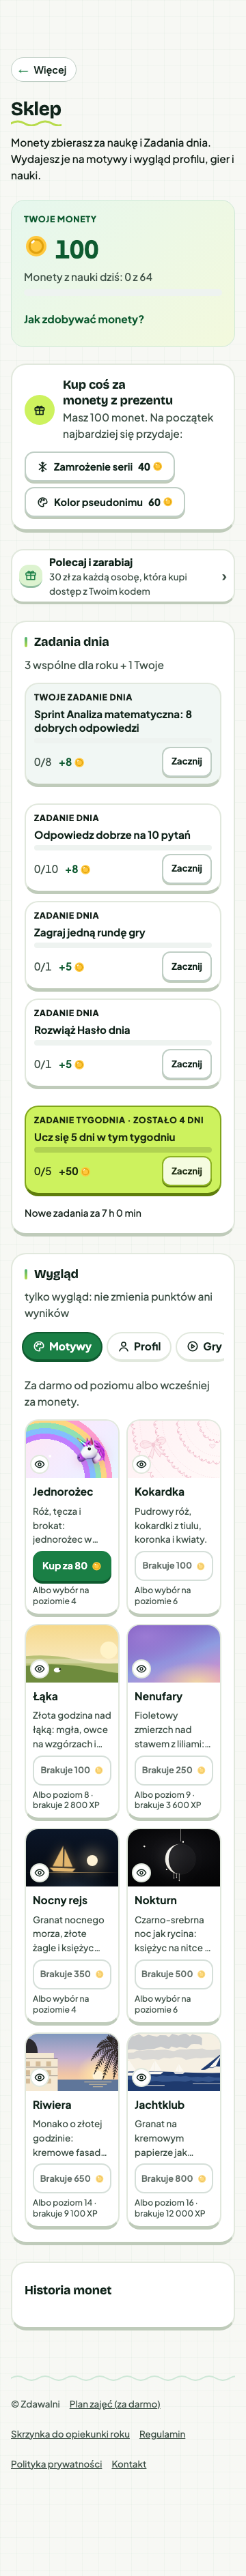 ← Więcej
Sklep
Monety zbierasz za naukę i Zadania dnia.
Wydajesz je na motywy i wygląd profilu, gier i
nauki.
TWOJE MONETY
100
Monety z nauki dziś: 0 z 64
Jak zdobywać monety?
Kup coś za
monety z prezentu
Masz 100 monet. Na początek
najbardziej się przydaje:
Zamrożenie serii 40
Kolor pseudonimu 60
Polecaj i zarabiaj
30 zł za każdą osobę, która kupi
dostęp z Twoim kodem
›
Zadania dnia
3 wspólne dla roku + 1 Twoje
TWOJE ZADANIE DNIA
Sprint Analiza matematyczna: 8
dobrych odpowiedzi
0/8 +8 Zacznij
ZADANIE DNIA
Odpowiedz dobrze na 10 pytań
0/10 +8 Zacznij
ZADANIE DNIA
Zagraj jedną rundę gry
0/1 +5 Zacznij
ZADANIE DNIA
Rozwiąż Hasło dnia
0/1 +5 Zacznij
ZADANIE TYGODNIA · ZOSTAŁO 4 DNI
Ucz się 5 dni w tym tygodniu
0/5 +50 Zacznij
Nowe zadania za 7 h 0 min
Wygląd
tylko wygląd: nie zmienia punktów ani
wyników
Motywy Profil Gry
Za darmo od poziomu albo wcześniej
za monety.
Jednorożec
Róż, tęcza i
brokat:
jednorożec w...
Kup za 80
Albo wybór na
poziomie 4
Kokardka
Pudrowy róż,
kokardki z tiulu,
koronka i kwiaty.
Brakuje 100
Albo wybór na
poziomie 6
Łąka
Złota godzina nad
łąką: mgła, owce
na wzgórzach i...
Brakuje 100
Albo poziom 8 ·
brakuje 2 800 XP
Nenufary
Fioletowy
zmierzch nad
stawem z liliami:...
Brakuje 250
Albo poziom 9 ·
brakuje 3 600 XP
Nocny rejs
Granat nocnego
morza, złote
żagle i księżyc...
Brakuje 350
Albo wybór na
poziomie 4
Nokturn
Czarno-srebrna
noc jak rycina:
księżyc na nitce ...
Brakuje 500
Albo wybór na
poziomie 6
Riwiera
Monako o złotej
godzinie:
kremowe fasad...
Brakuje 650
Albo poziom 14 ·
brakuje 9 100 XP
Jachtklub
Granat na
kremowym
papierze jak...
Brakuje 800
Albo poziom 16 ·
brakuje 12 000 XP
Historia monet
© Zdawalni Plan zajęć (za darmo)
Skrzynka do opiekunki roku Regulamin
Polityka prywatności Kontakt